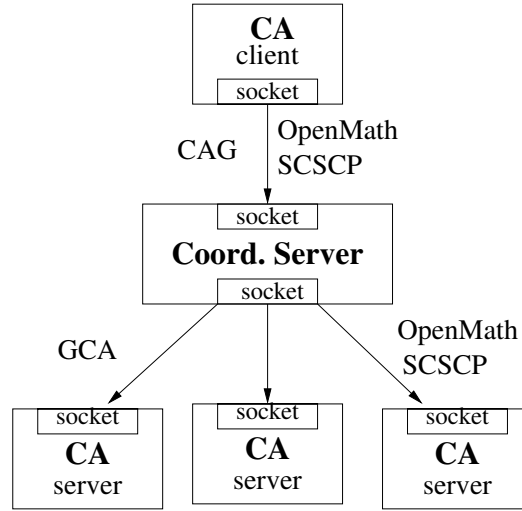 CA
client
socket
CAG
OpenMath
SCSCP
socket
Coord. Server
socket
GCA
OpenMath
SCSCP
socket
CA
server
socket
CA
server
socket
CA
server